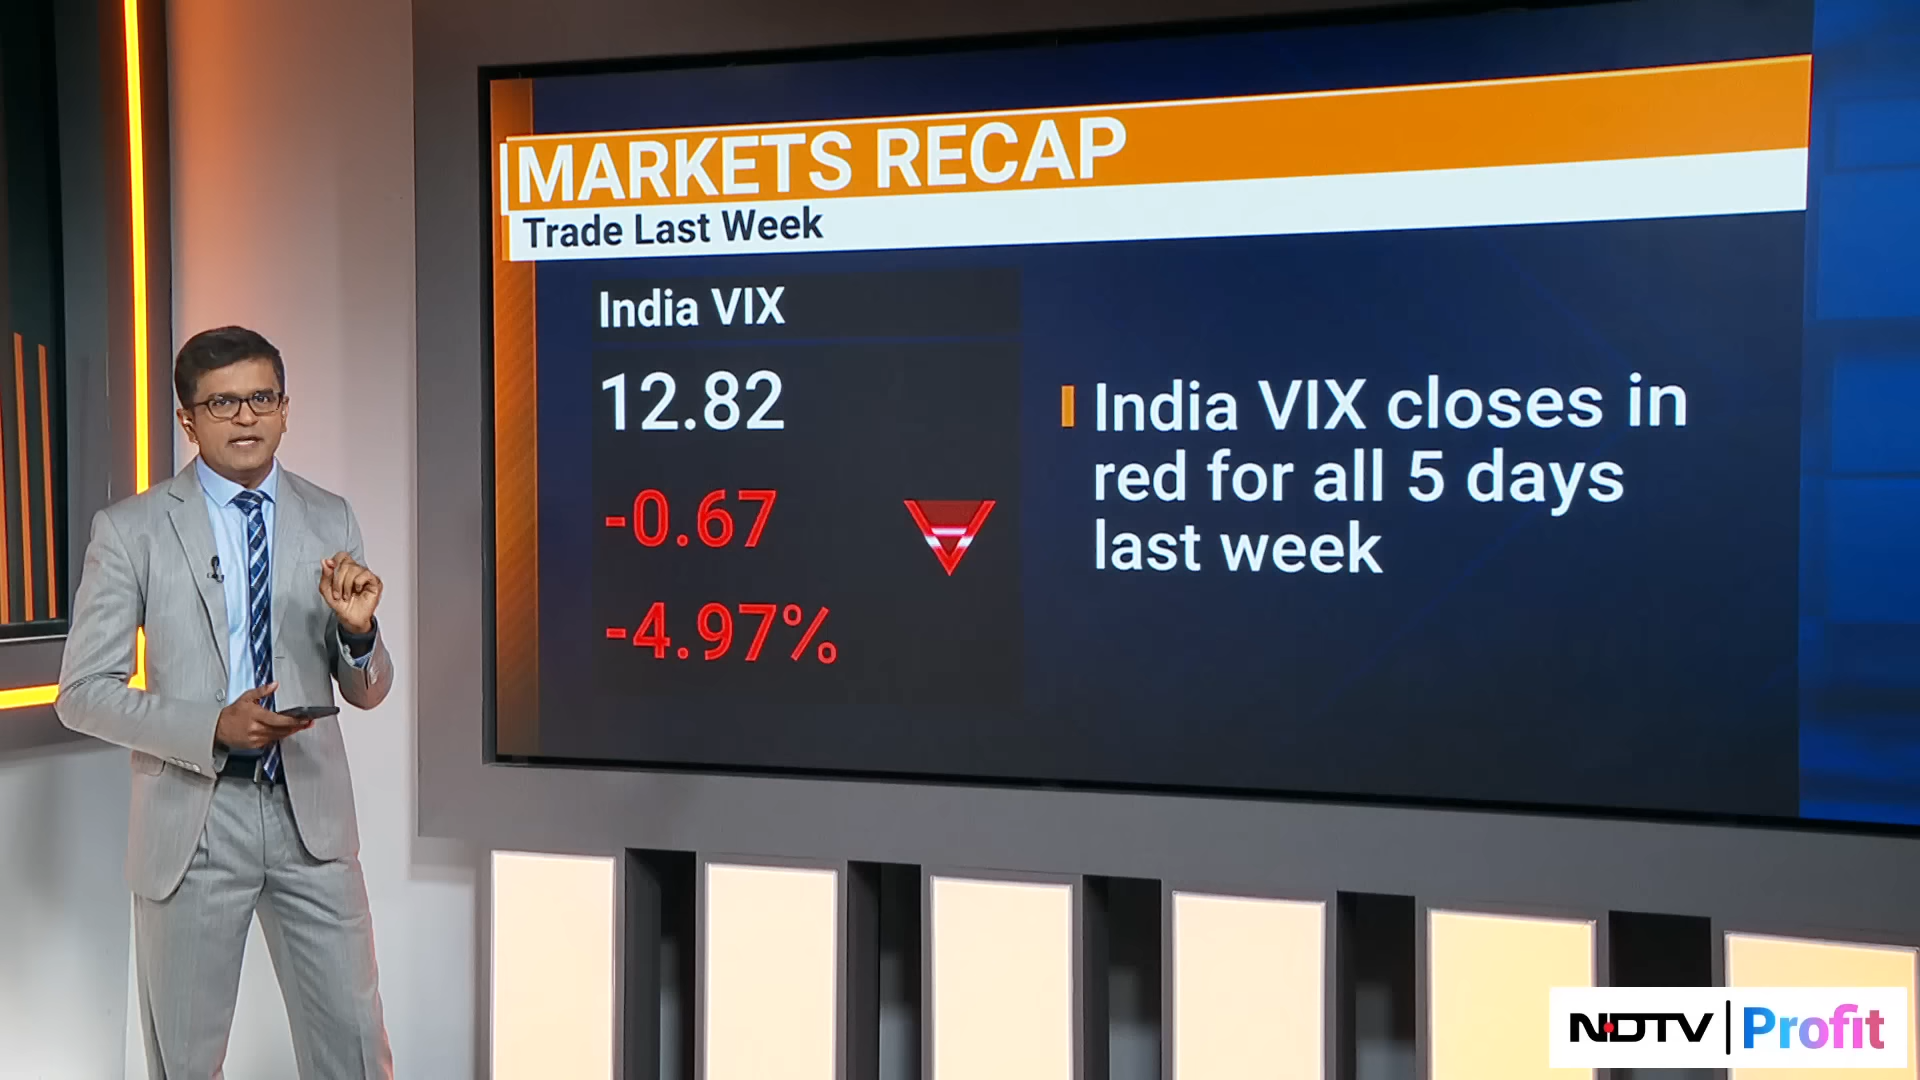 MARKETS RECAP
Trade Last Week
India VIX
12.82
-0.67
-4.97%
India VIX closes in
red for all 5 days
last week
NDTV Profit